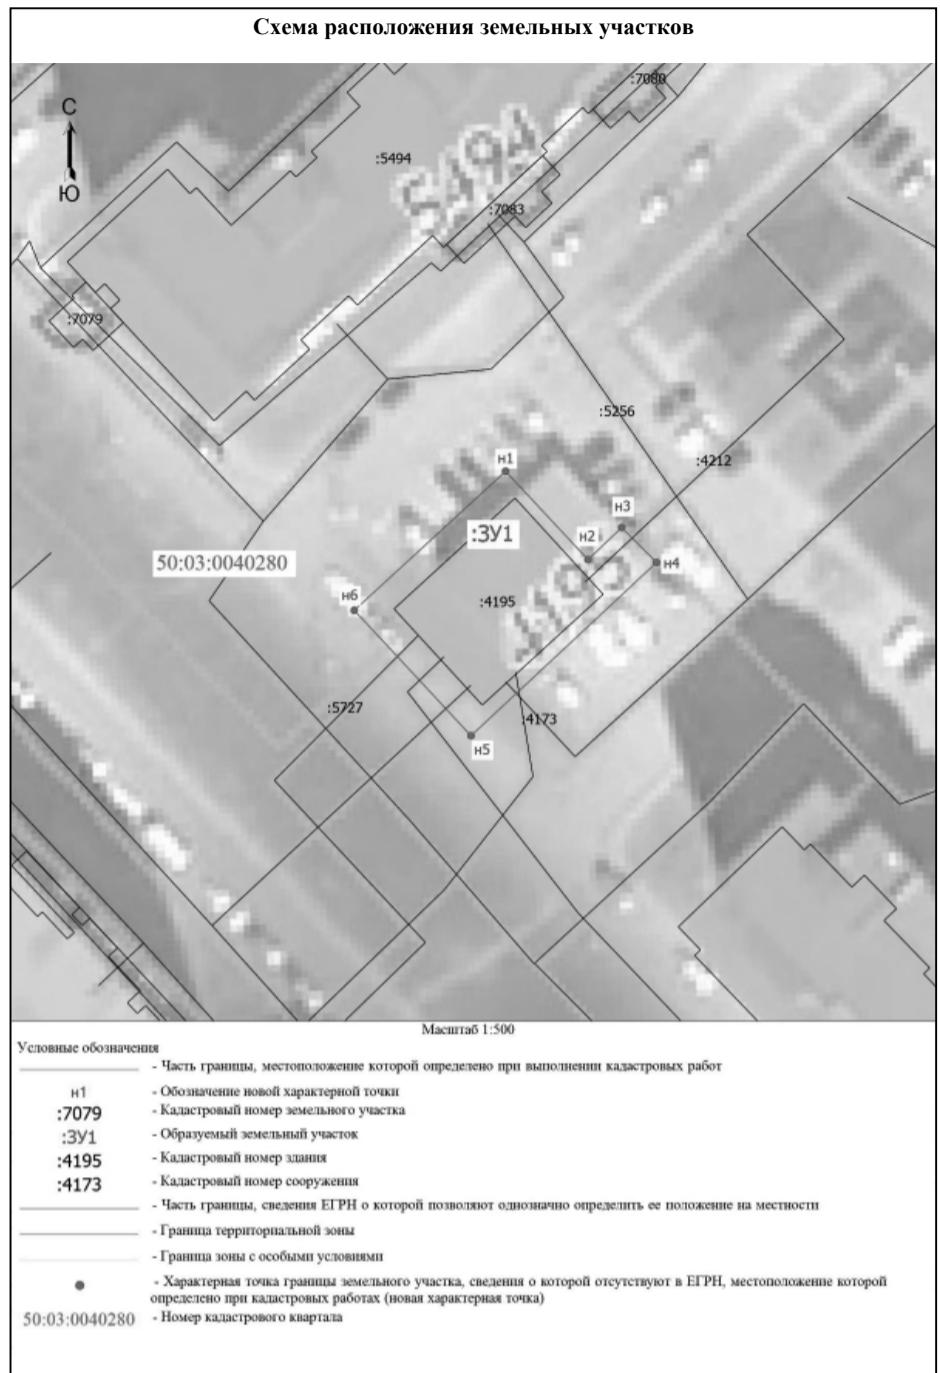 Схема расположения земельных участков
:7080
С
Ю
:5494
:7083
:7079
:5256
:4212
н1
н3
:ЗУ1
н2
50:03:0040280
н4
н6
:4195
:5727
:4173
н5
Масштаб 1:500
Условные обозначения
- Часть границы, местоположение которой определено при выполнении кадастровых работ
н1 - Обозначение новой характерной точки
:7079 - Кадастровый номер земельного участка
:ЗУ1 - Образуемый земельный участок
:4195 - Кадастровый номер здания
:4173 - Кадастровый номер сооружения
- Часть границы, сведения ЕГРН о которой позволяют однозначно определить ее положение на местности
- Граница территориальной зоны
- Граница зоны с особыми условиями
- Характерная точка границы земельного участка, сведения о которой отсутствуют в ЕГРН, местоположение которой
определено при кадастровых работах (новая характерная точка)
50:03:0040280 - Номер кадастрового квартала